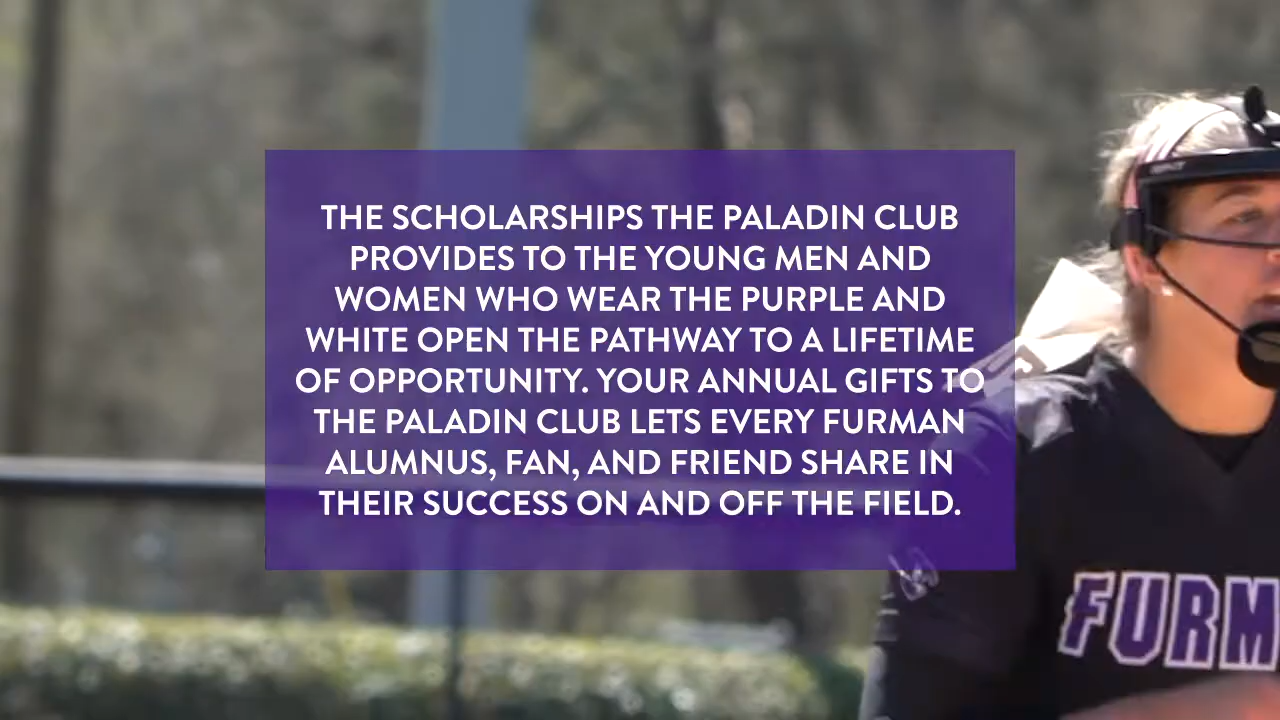 THE SCHOLARSHIPS THE PALADIN CLUB
PROVIDES TO THE YOUNG MEN AND
WOMEN WHO WEAR THE PURPLE AND
WHITE OPEN THE PATHWAY TO A LIFETIME
OF OPPORTUNITY. YOUR ANNUAL GIFTS TO
THE PALADIN CLUB LETS EVERY FURMAN
ALUMNUS, FAN, AND FRIEND SHARE IN
THEIR SUCCESS ON AND OFF THE FIELD.
FURM